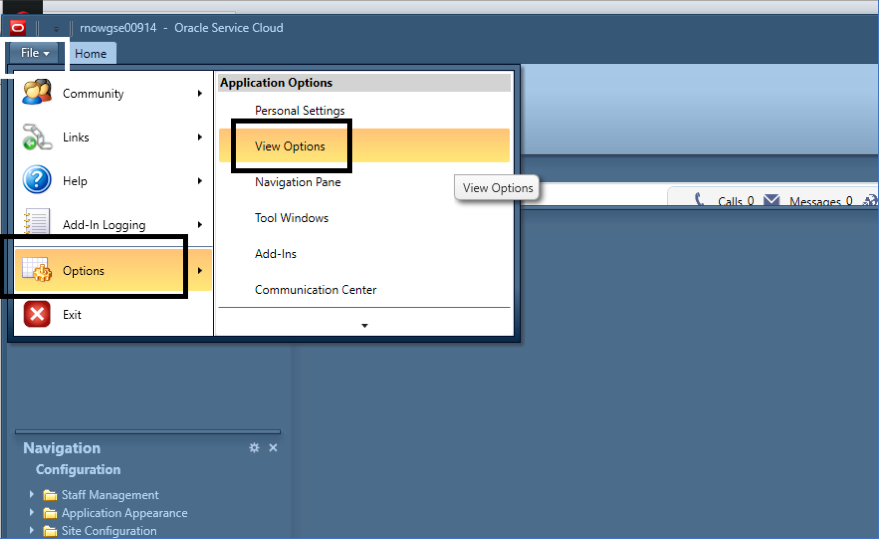 rnowgse00914 - Oracle Service Cloud
File
Home
Community
Links
Help
Add-In Logging
Options
Exit
Application Options
Personal Settings
View Options
Navigation Pane
Tool Windows
Add-Ins
Communication Center
View Options
Calls 0
Messages 0
Navigation
Configuration
Staff Management
Application Appearance
Site Configuration